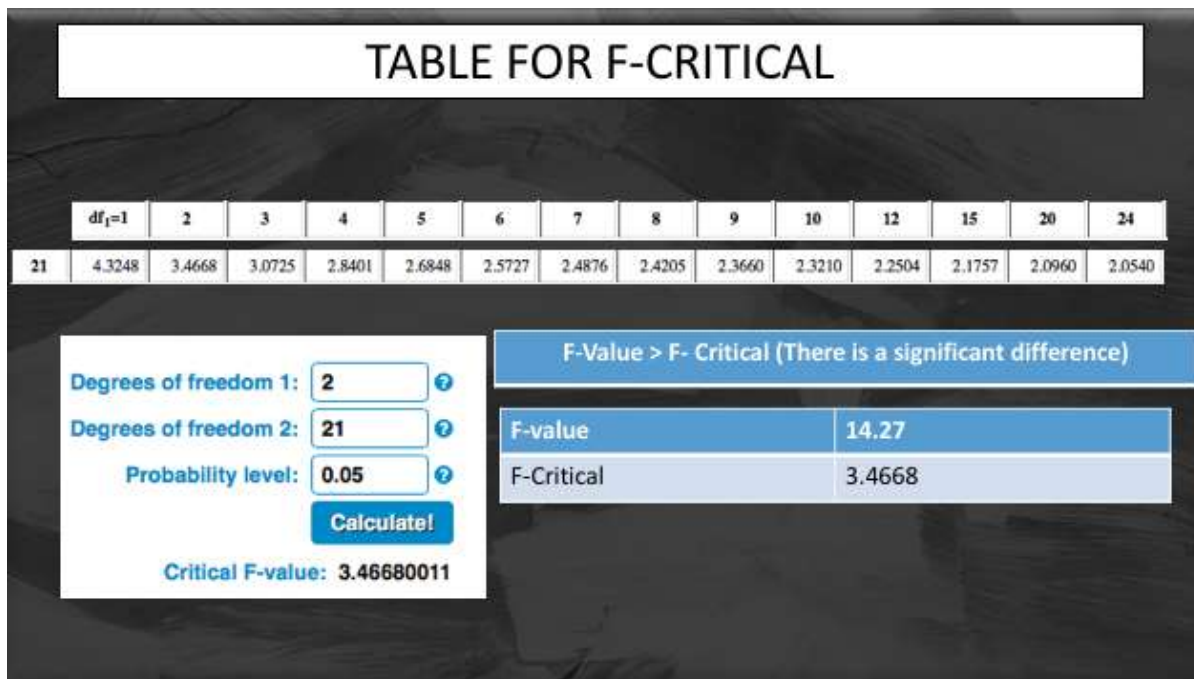 TABLE FOR F-CRITICAL
df1=1 2 3 4 5 6 7 8 9 10 12 15 20 24
21 4.3248 3.4668 3.0725 2.8401 2.6848 2.5727 2.4876 2.4205 2.3660 2.3210 2.2504 2.1757 2.0960 2.0540
Degrees of freedom 1: 2 ?
Degrees of freedom 2: 21 ?
Probability level: 0.05 ?
Calculate!
Critical F-value: 3.46680011
F-Value > F- Critical (There is a significant difference)
F-value 14.27
F-Critical 3.4668